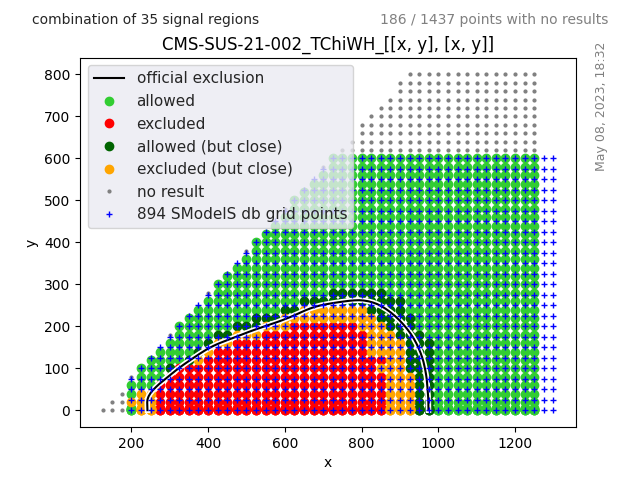 combination of 35 signal regions
186 / 1437 points with no results
CMS-SUS-21-002_TChiWH_[[x, y], [x, y]]
May 08, 2023, 18:32
official exclusion
allowed
excluded
allowed (but close)
excluded (but close)
no result
894 SModelS db grid points
y
800
700
600
500
400
300
200
100
0
200 400 600 800 1000 1200
x